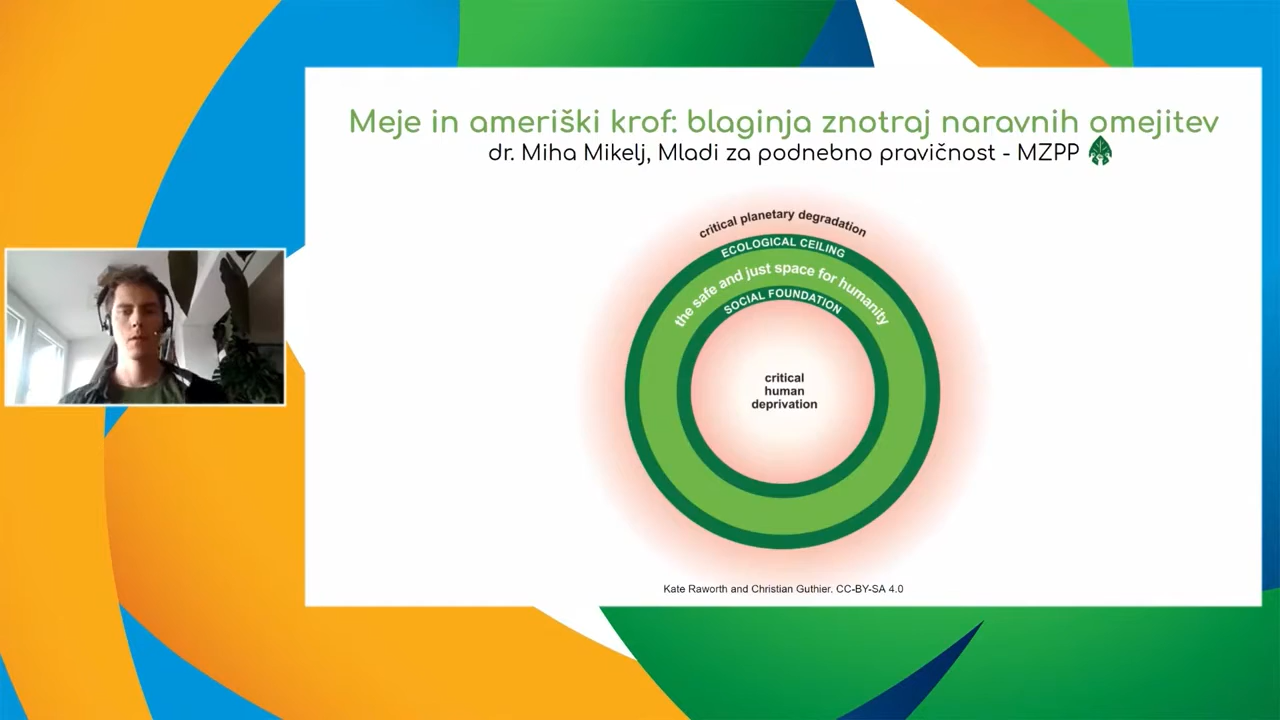 Meje in ameriški krof: blaginja znotraj naravnih omejitev
dr. Miha Mikelj, Mladi za podnebno pravičnost - MZPP
critical planetary degradation
ECOLOGICAL CEILING
the safe and just space for humanity
SOCIAL FOUNDATION
critical
human
deprivation
Kate Raworth and Christian Guthier. CC-BY-SA 4.0